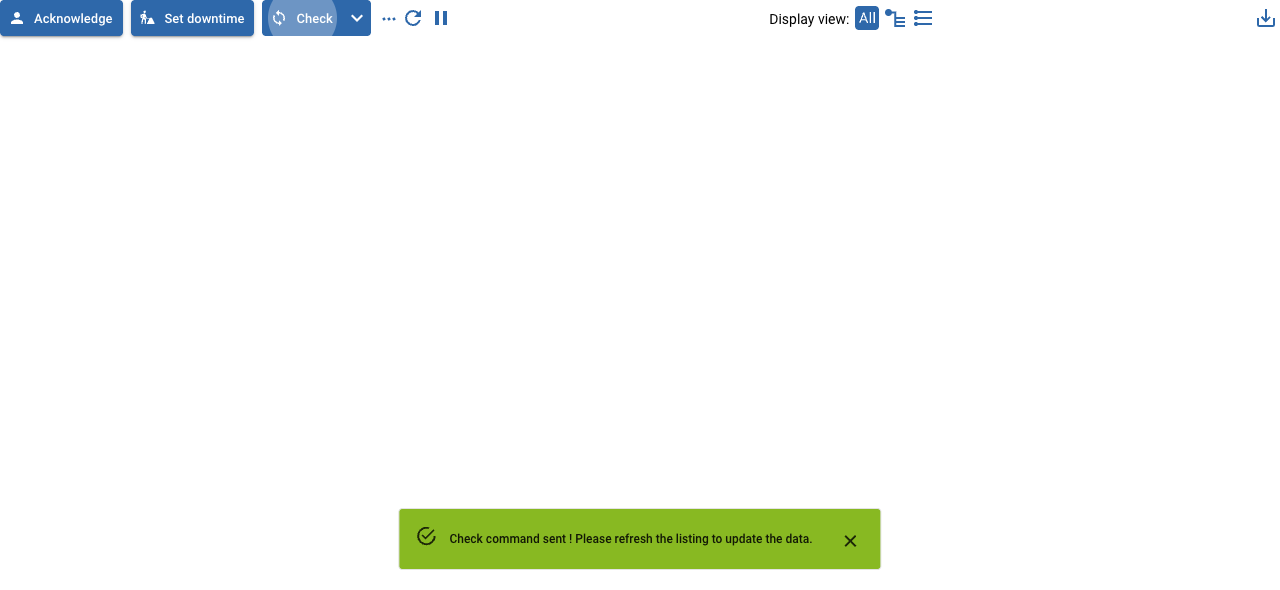 Acknowledge Set downtime Check Display view: All
Check command sent ! Please refresh the listing to update the data.